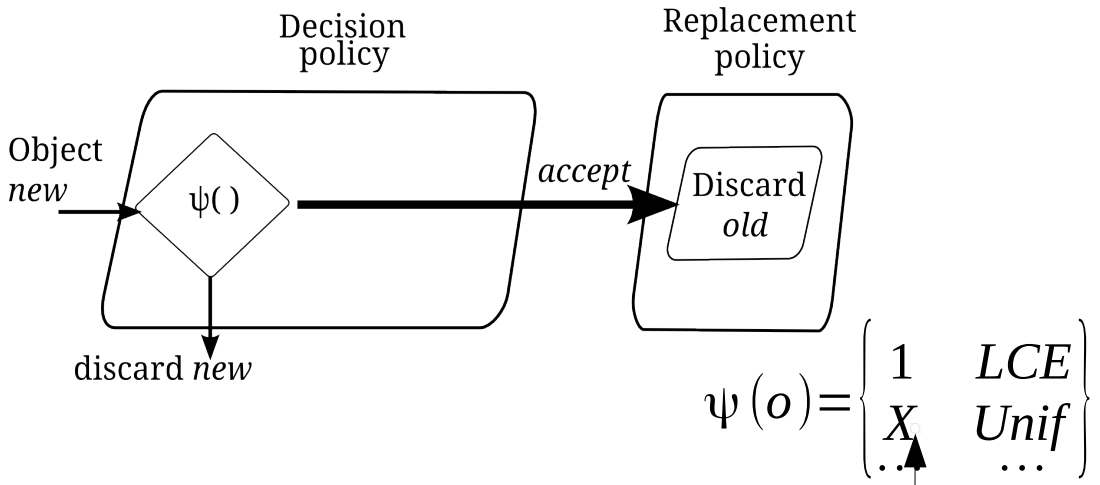 Decision
policy
Replacement
policy
Object
new
ψ( )
accept
Discard
old
discard new
ψ(o)={1 LCE
X Unif
... ...}